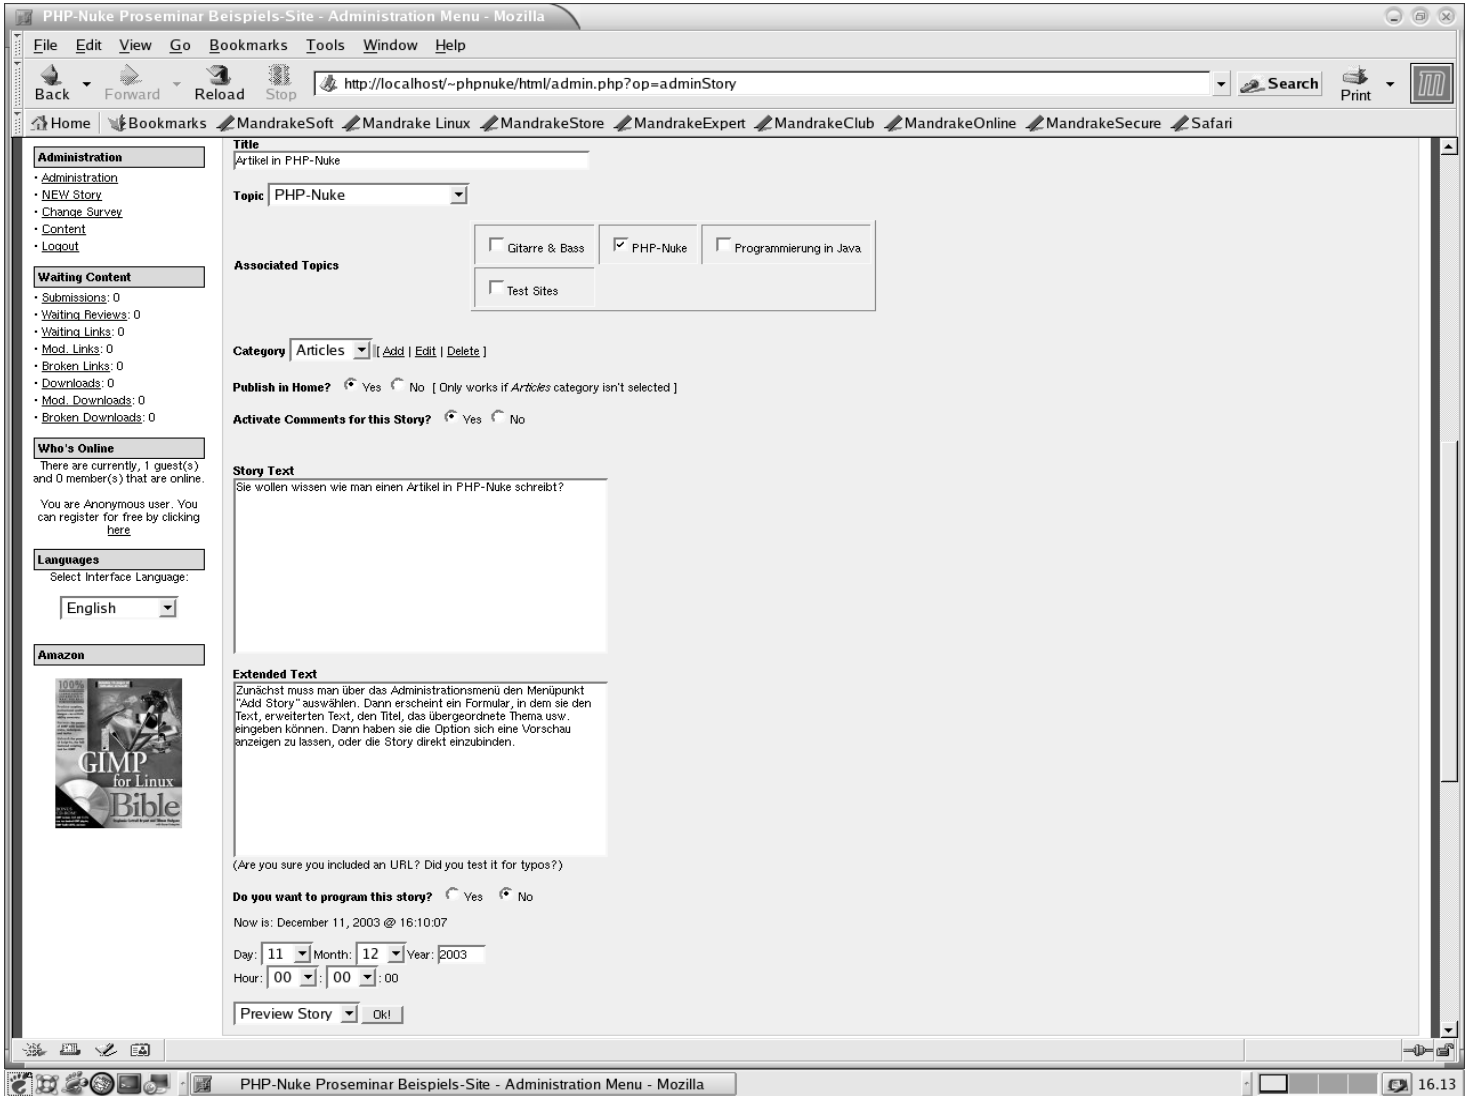 PHP-Nuke Proseminar Beispiels-Site - Administration Menu - Mozilla
File Edit View Go Bookmarks Tools Window Help
Back Forward Reload Stop http://localhost/~phpnuke/html/admin.php?op=adminStory Search Print
Home Bookmarks MandrakeSoft Mandrake Linux MandrakeStore MandrakeExpert MandrakeClub MandrakeOnline MandrakeSecure Safari
Administration
· Administration
· NEW Story
· Change Survey
· Content
· Logout
Waiting Content
· Submissions: 0
· Waiting Reviews: 0
· Waiting Links: 0
· Mod. Links: 0
· Broken Links: 0
· Downloads: 0
· Mod. Downloads: 0
· Broken Downloads: 0
Who's Online
There are currently, 1 guest(s)
and 0 member(s) that are online.
You are Anonymous user. You
can register for free by clicking
here
Languages
Select Interface Language:
English
Amazon
100%
GIMP
for Linux
Bible
Title
Artikel in PHP-Nuke
Topic PHP-Nuke
Associated Topics
Gitarre & Bass PHP-Nuke Programmierung in Java
Test Sites
Category Articles [ Add | Edit | Delete ]
Publish in Home? Yes No [ Only works if Articles category isn't selected ]
Activate Comments for this Story? Yes No
Story Text
Sie wollen wissen wie man einen Artikel in PHP-Nuke schreibt?
Extended Text
Zunächst muss man über das Administrationsmenü den Menüpunkt
"Add Story" auswählen. Dann erscheint ein Formular, in dem sie den
Text, erweiterten Text, den Titel, das übergeordnete Thema usw.
eingeben können. Dann haben sie die Option sich eine Vorschau
anzeigen zu lassen, oder die Story direkt einzubinden.
(Are you sure you included an URL? Did you test it for typos?)
Do you want to program this story? Yes No
Now is: December 11, 2003 @ 16:10:07
Day: 11 Month: 12 Year: 2003
Hour: 00 : 00 : 00
Preview Story Ok!
PHP-Nuke Proseminar Beispiels-Site - Administration Menu - Mozilla
16.13